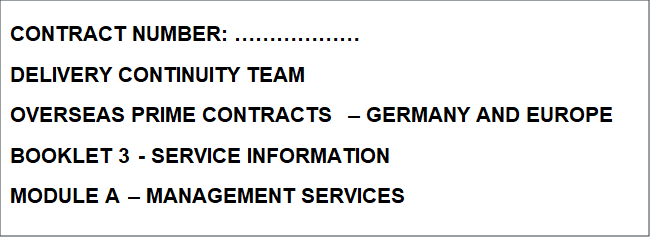 CONTRACT NUMBER: ………………
DELIVERY CONTINUITY TEAM
OVERSEAS PRIME CONTRACTS – GERMANY AND EUROPE
BOOKLET 3 - SERVICE INFORMATION
MODULE A – MANAGEMENT SERVICES